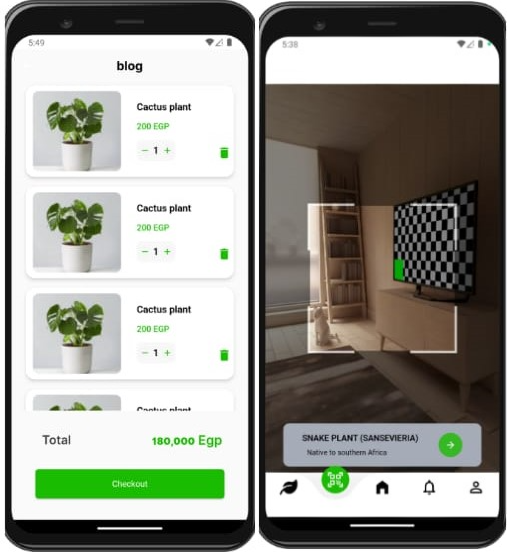 5:49
blog
Cactus plant
200 EGP
− 1 +
Cactus plant
200 EGP
− 1 +
Cactus plant
200 EGP
− 1 +
Cactus plant
Total 180,000 Egp
Checkout
5:38
SNAKE PLANT (SANSEVIERIA)
Native to southern Africa